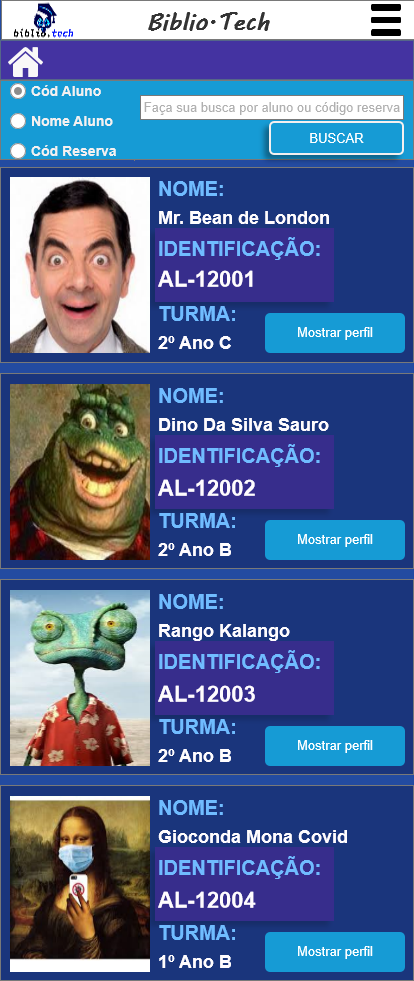 biblio.tech
Biblio·Tech
Cód Aluno
Nome Aluno
Cód Reserva
Faça sua busca por aluno ou código reserva
BUSCAR
NOME:
Mr. Bean de London
IDENTIFICAÇÃO:
AL-12001
TURMA:
2º Ano C
Mostrar perfil
NOME:
Dino Da Silva Sauro
IDENTIFICAÇÃO:
AL-12002
TURMA:
2º Ano B
Mostrar perfil
NOME:
Rango Kalango
IDENTIFICAÇÃO:
AL-12003
TURMA:
2º Ano B
Mostrar perfil
NOME:
Gioconda Mona Covid
IDENTIFICAÇÃO:
AL-12004
TURMA:
1º Ano B
Mostrar perfil